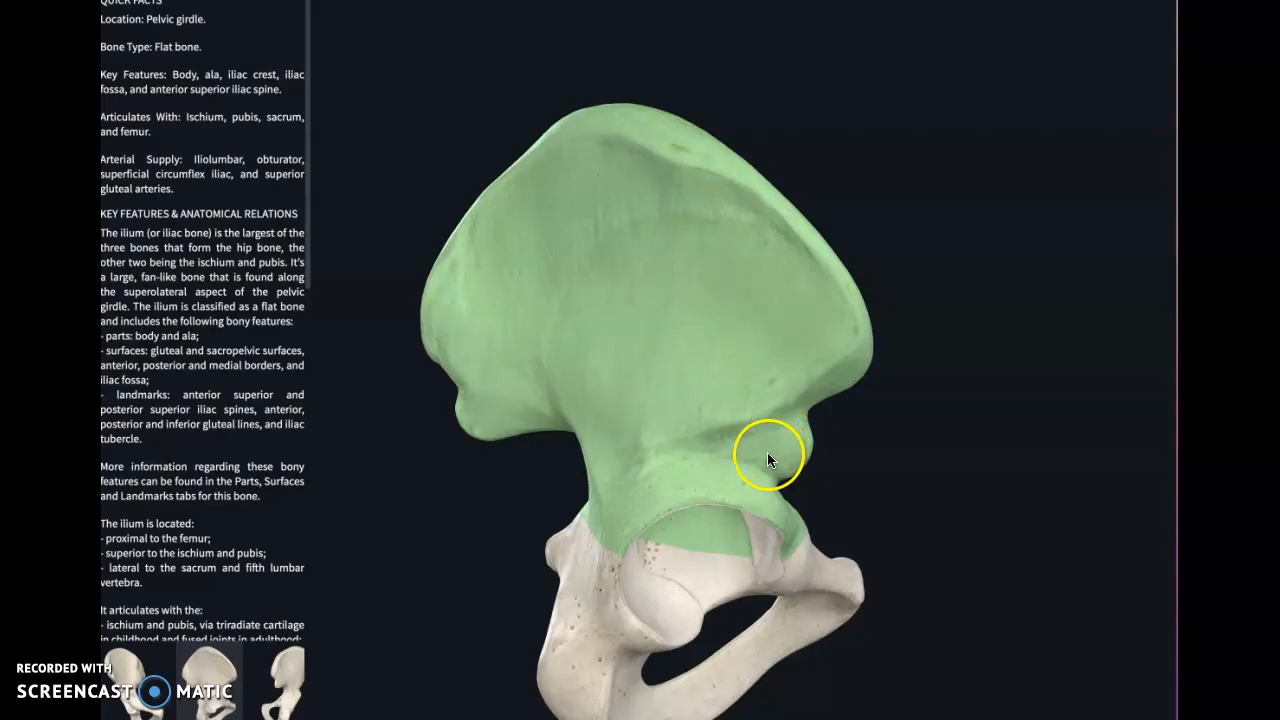 QUICK FACTS
Location: Pelvic girdle.
Bone Type: Flat bone.
Key Features: Body, ala, iliac crest, iliac
fossa, and anterior superior iliac spine.
Articulates With: Ischium, pubis, sacrum,
and femur.
Arterial Supply: Iliolumbar, obturator,
superficial circumflex iliac, and superior
gluteal arteries.
KEY FEATURES & ANATOMICAL RELATIONS
The ilium (or iliac bone) is the largest of the
three bones that form the hip bone, the
other two being the ischium and pubis. It's
a large, fan-like bone that is found along
the superolateral aspect of the pelvic
girdle. The ilium is classified as a flat bone
and includes the following bony features:
- parts: body and ala;
- surfaces: gluteal and sacropelvic surfaces,
anterior, posterior and medial borders, and
iliac fossa;
- landmarks: anterior superior and
posterior superior iliac spines, anterior,
posterior and inferior gluteal lines, and iliac
tubercle.
More information regarding these bony
features can be found in the Parts, Surfaces
and Landmarks tabs for this bone.
The ilium is located:
- proximal to the femur;
- superior to the ischium and pubis;
- lateral to the sacrum and fifth lumbar
vertebra.
It articulates with the:
- ischium and pubis, via triradiate cartilage
in childhood and fused joints in adulthood;
RECORDED WITH
SCREENCAST MATIC